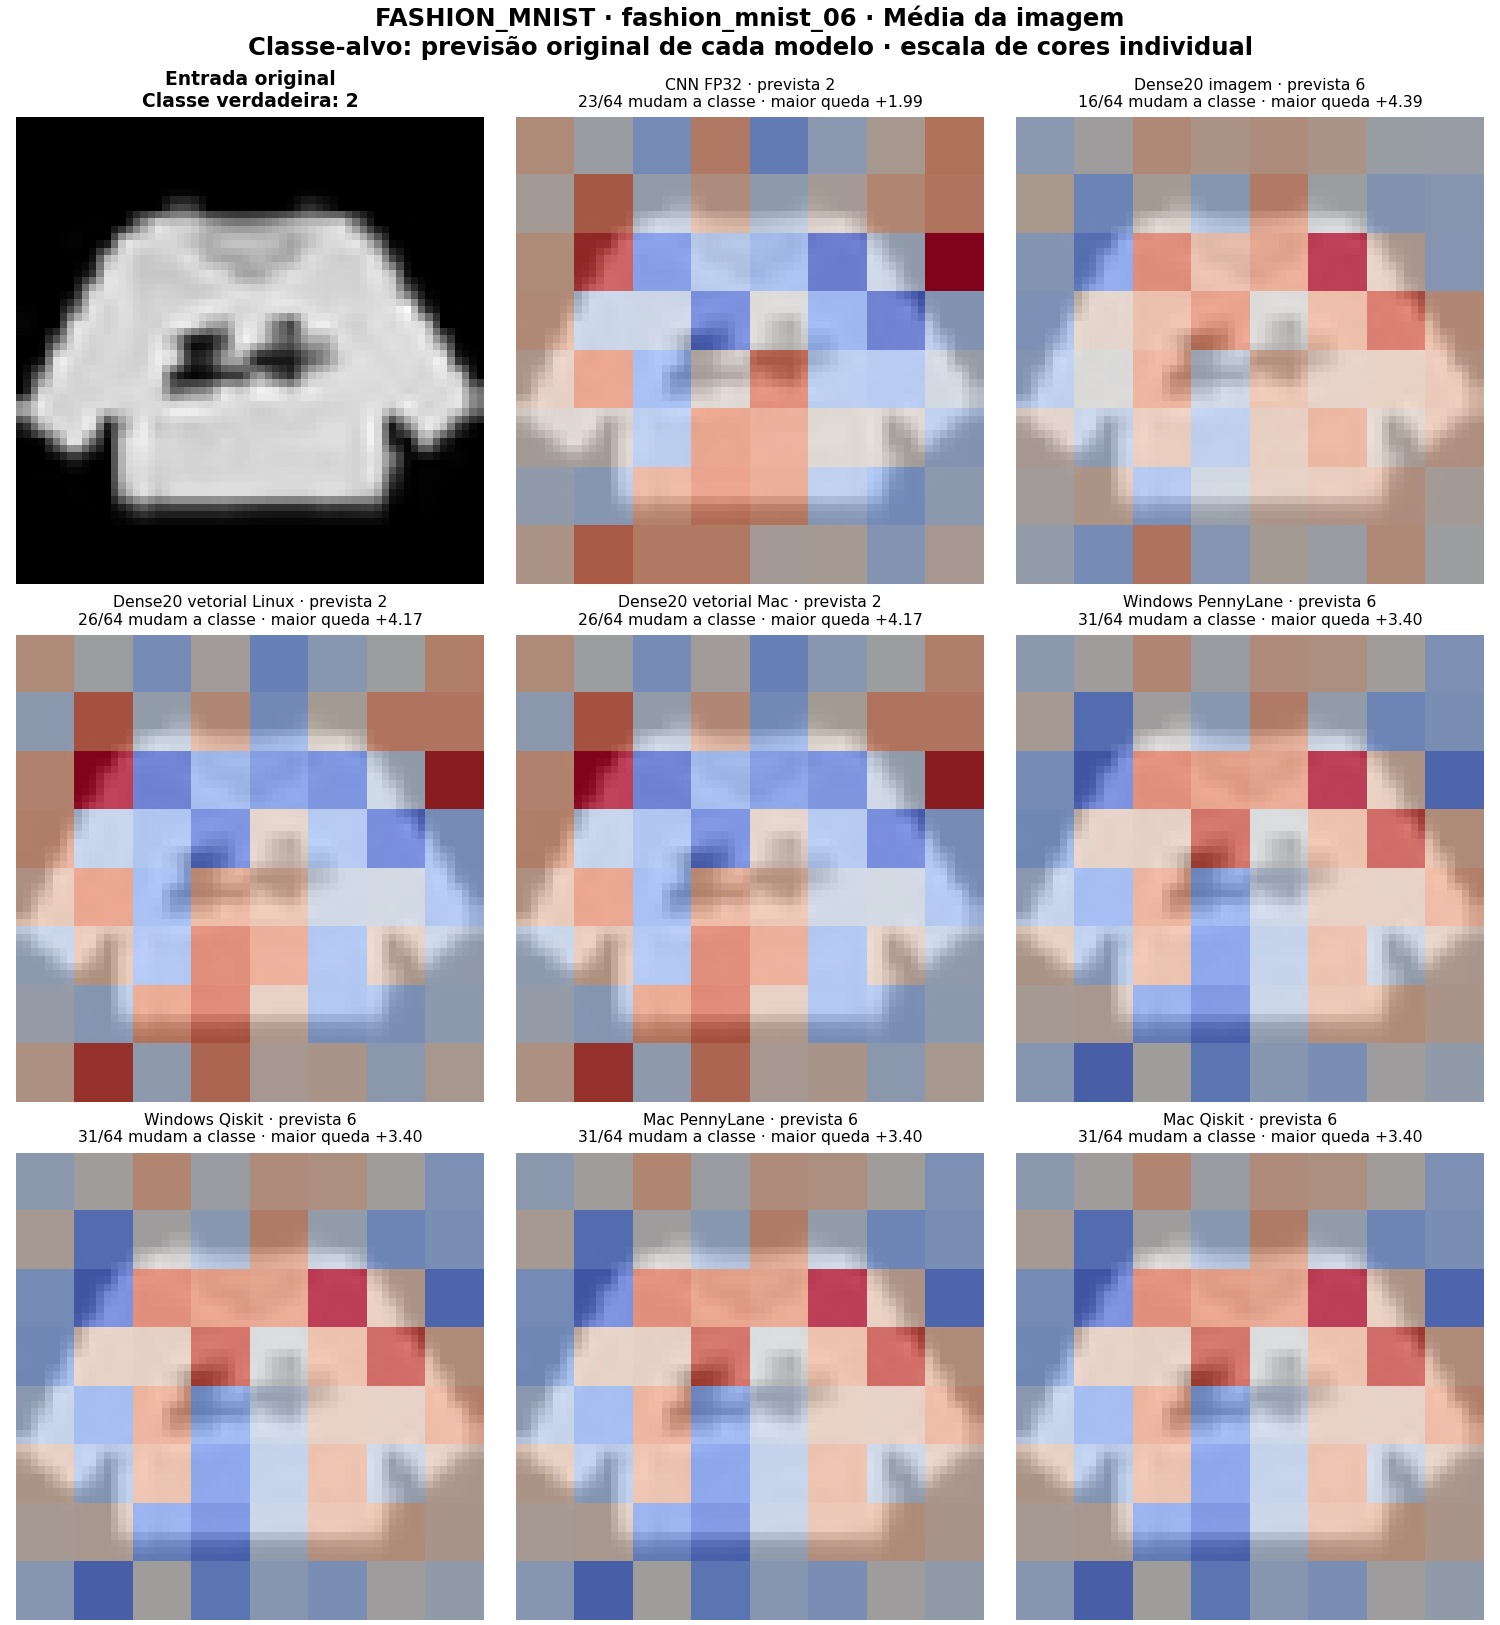 FASHION_MNIST · fashion_mnist_06 · Média da imagem
Classe-alvo: previsão original de cada modelo · escala de cores individual
Entrada original
Classe verdadeira: 2
CNN FP32 · prevista 2
23/64 mudam a classe · maior queda +1.99
Dense20 imagem · prevista 6
16/64 mudam a classe · maior queda +4.39
Dense20 vetorial Linux · prevista 2
26/64 mudam a classe · maior queda +4.17
Dense20 vetorial Mac · prevista 2
26/64 mudam a classe · maior queda +4.17
Windows PennyLane · prevista 6
31/64 mudam a classe · maior queda +3.40
Windows Qiskit · prevista 6
31/64 mudam a classe · maior queda +3.40
Mac PennyLane · prevista 6
31/64 mudam a classe · maior queda +3.40
Mac Qiskit · prevista 6
31/64 mudam a classe · maior queda +3.40